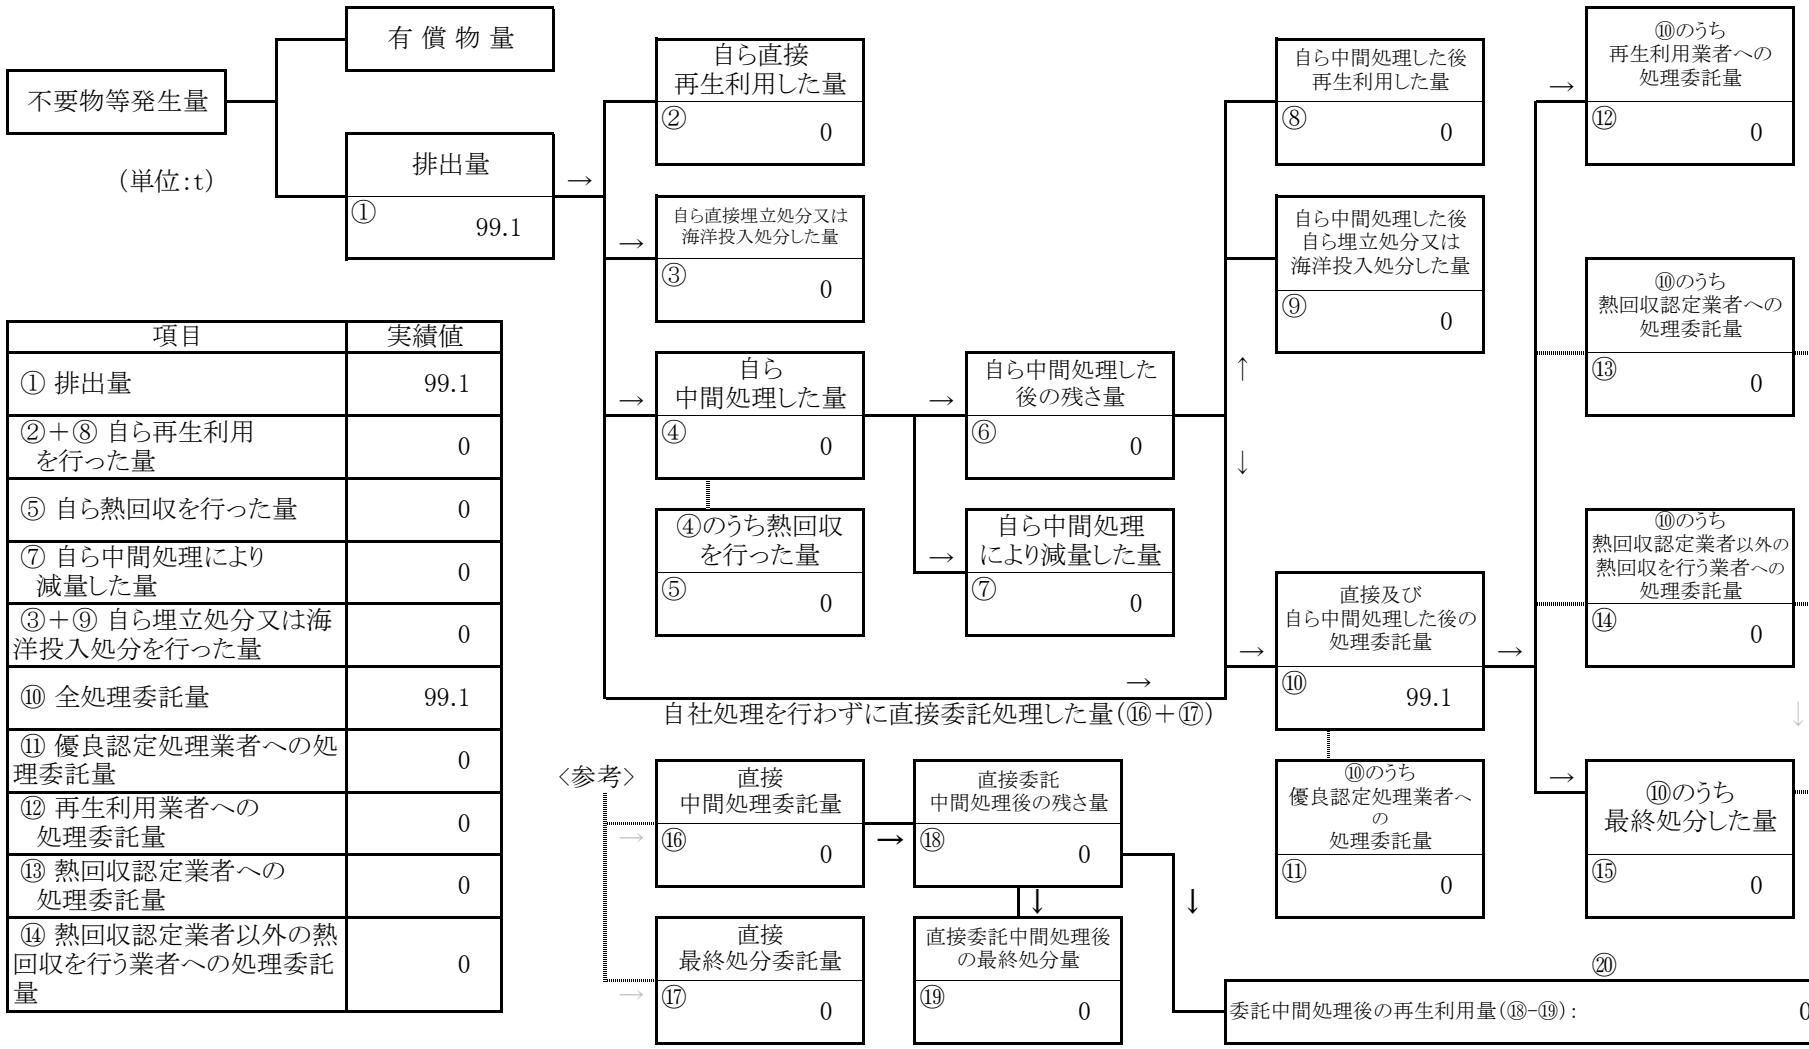 有 償 物 量
不要物等発生量
（単位:t）
排出量
→
①
99.1
自ら直接
再生利用した量
②
0
自ら直接埋立処分又は
海洋投入処分した量
→
③
0
自ら
中間処理した量
→
④
0
④のうち熱回収
を行った量
⑤
0
自ら中間処理した
後の残さ量
→
⑥
0
自ら中間処理
により減量した量
→
⑦
0
自ら中間処理した後
再生利用した量
⑧
0
自ら中間処理した後
自ら埋立処分又は
海洋投入処分した量
⑨
0
↑
↓
直接及び
自ら中間処理した後の
処理委託量
→
⑩
99.1
→
→
自社処理を行わずに直接委託処理した量(⑯＋⑰)
⑩のうち
優良認定処理業者へ
の
処理委託量
⑪
0
⑩のうち
再生利用業者への
処理委託量
→
⑫
0
⑩のうち
熱回収認定業者への
処理委託量
⑬
0
⑩のうち
熱回収認定業者以外の
熱回収を行う業者への
処理委託量
⑭
0
↓
⑩のうち
最終処分した量
→
⑮
0
項目 実績値
① 排出量 99.1
②＋⑧ 自ら再生利用
を行った量
0
⑤ 自ら熱回収を行った量 0
⑦ 自ら中間処理により
減量した量
0
③＋⑨ 自ら埋立処分又は海
洋投入処分を行った量
0
⑩ 全処理委託量 99.1
⑪ 優良認定処理業者への処
理委託量
0
⑫ 再生利用業者への
処理委託量
0
⑬ 熱回収認定業者への
処理委託量
0
⑭ 熱回収認定業者以外の熱
回収を行う業者への処理委託
量
0
〈参考〉
直接
中間処理委託量
→
⑯
0
→
直接委託
中間処理後の残さ量
⑱
0
↓
↓
直接
最終処分委託量
→
⑰
0
直接委託中間処理後
の最終処分量
⑲
0
⑳
委託中間処理後の再生利用量(⑱-⑲)： 0